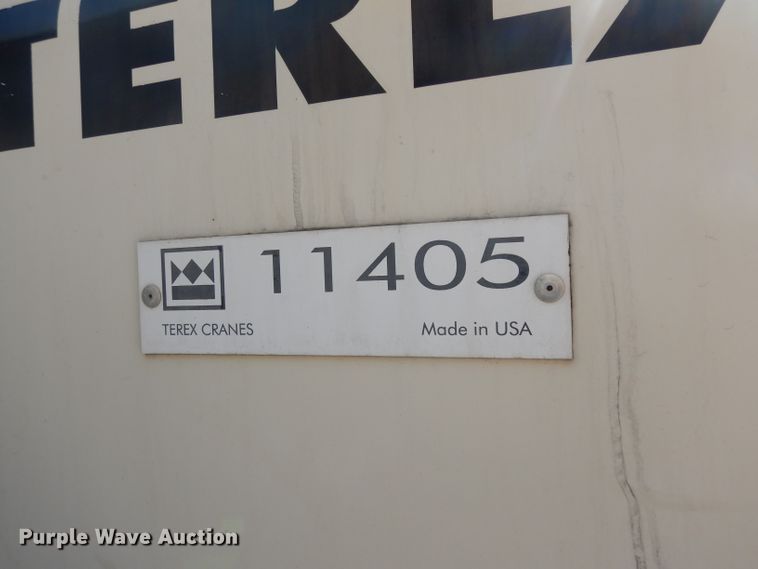 TEREX
11405
TEREX CRANES
Made in USA
Purple Wave Auction